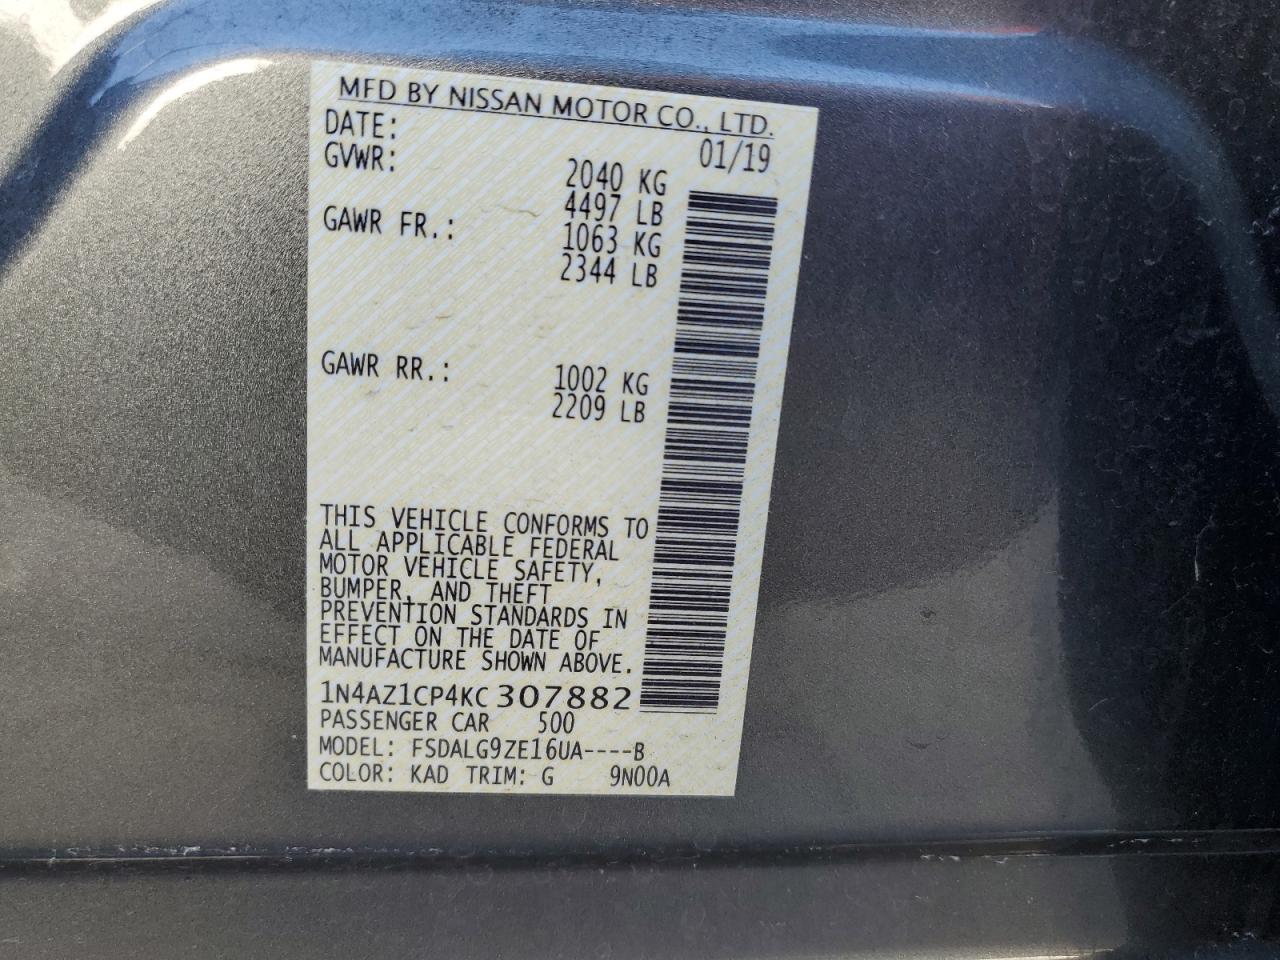 MFD BY NISSAN MOTOR CO., LTD.
DATE: 01/19
GVWR: 2040 KG
4497 LB
GAWR FR.: 1063 KG
2344 LB
GAWR RR.: 1002 KG
2209 LB
THIS VEHICLE CONFORMS TO
ALL APPLICABLE FEDERAL
MOTOR VEHICLE SAFETY,
BUMPER, AND THEFT
PREVENTION STANDARDS IN
EFFECT ON THE DATE OF
MANUFACTURE SHOWN ABOVE.
1N4AZ1CP4KC 307882
PASSENGER CAR 500
MODEL: FSDALG9ZE16UA----B
COLOR: KAD TRIM: G 9N00A